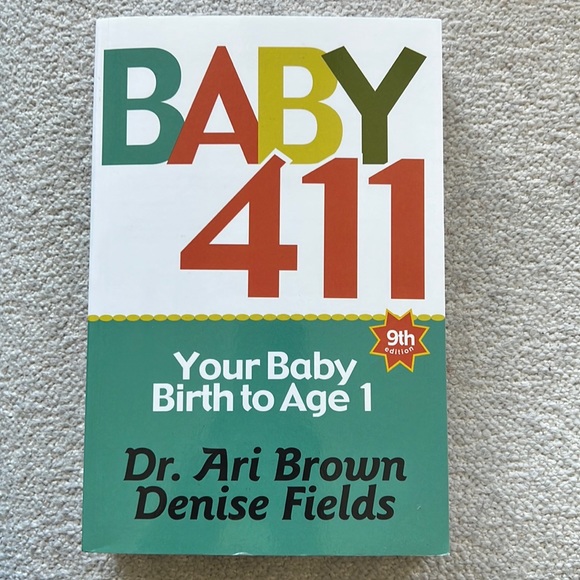 BABY
411
9th
edition
Your Baby
Birth to Age 1
Dr. Ari Brown
Denise Fields